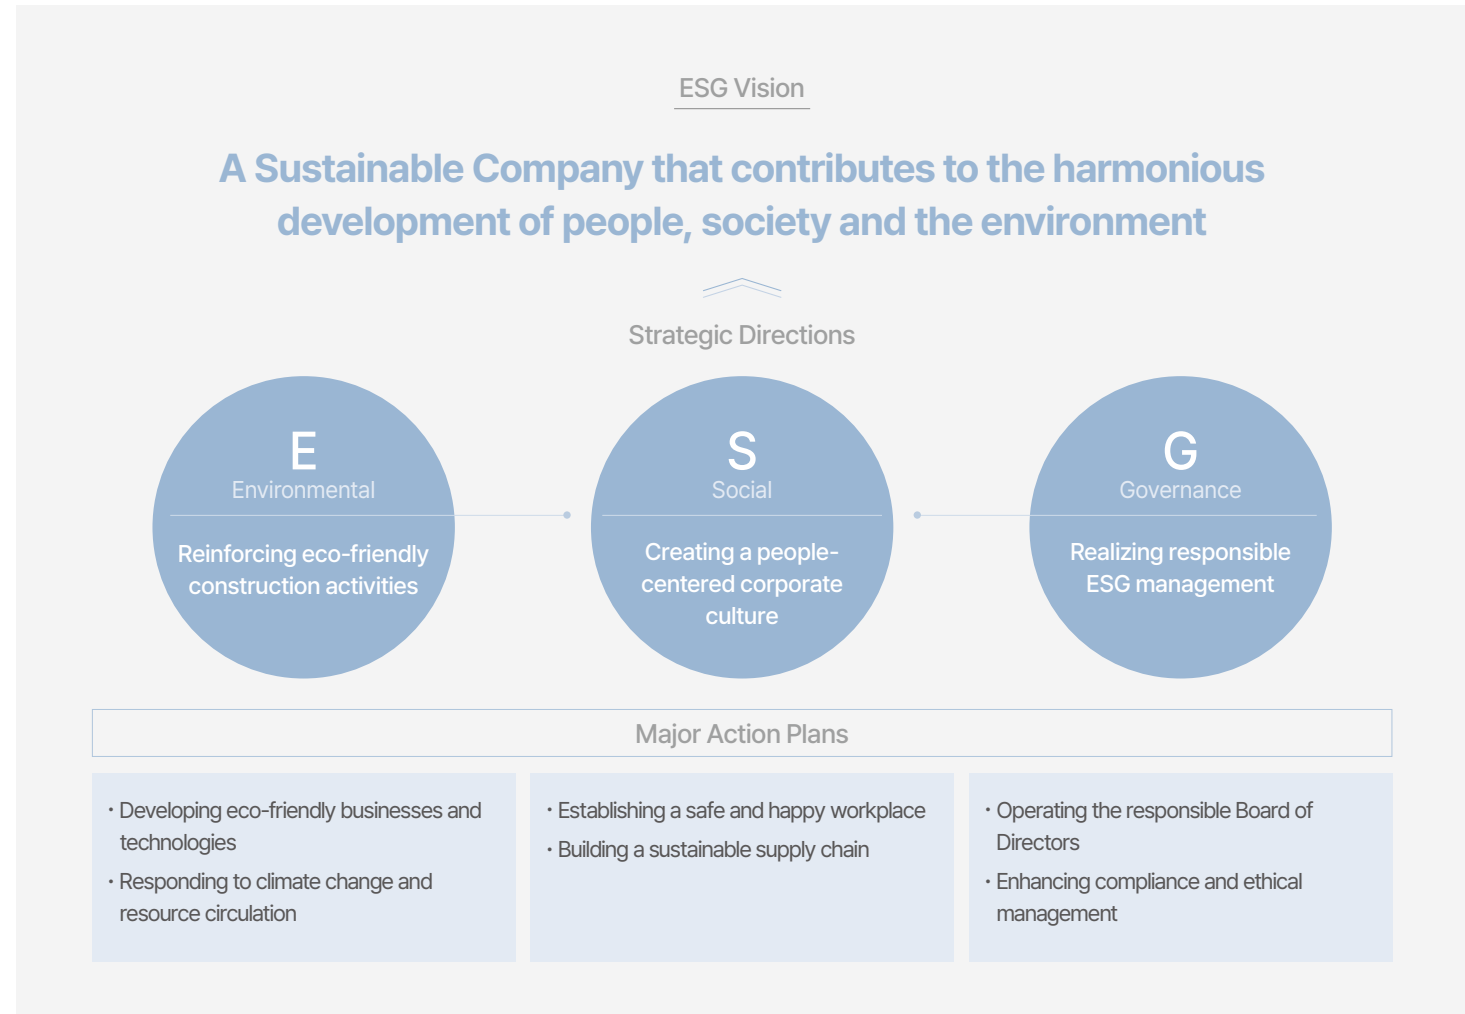 ESG Vision
A Sustainable Company that contributes to the harmonious
development of people, society and the environment
Strategic Directions
E
Environmental
Reinforcing eco-friendly
construction activities
S
Social
Creating a people-
centered corporate
culture
G
Governance
Realizing responsible
ESG management
Major Action Plans
· Developing eco-friendly businesses and
technologies
· Responding to climate change and
resource circulation
· Establishing a safe and happy workplace
· Building a sustainable supply chain
· Operating the responsible Board of
Directors
· Enhancing compliance and ethical
management